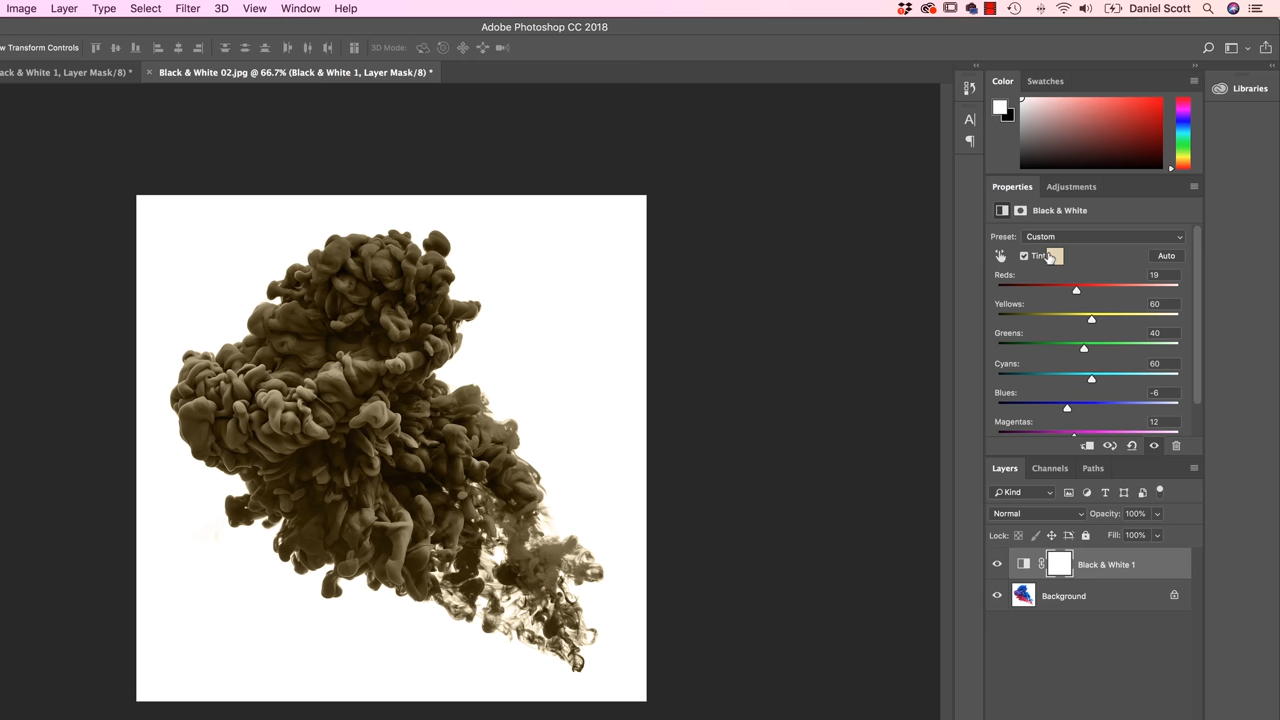 Image Layer Type Select Filter 3D View Window Help Daniel Scott
Adobe Photoshop CC 2018
w Transform Controls 3D Mode:
ack & White 1, Layer Mask/8) * × Black & White 02.jpg @ 66.7% (Black & White 1, Layer Mask/8) *
Color Swatches
Libraries
Properties Adjustments
Black & White
Preset: Custom
Tint Auto
Reds: 19
Yellows: 60
Greens: 40
Cyans: 60
Blues: -6
Magentas: 12
Layers Channels Paths
Kind
Normal Opacity: 100%
Lock: Fill: 100%
Black & White 1
Background